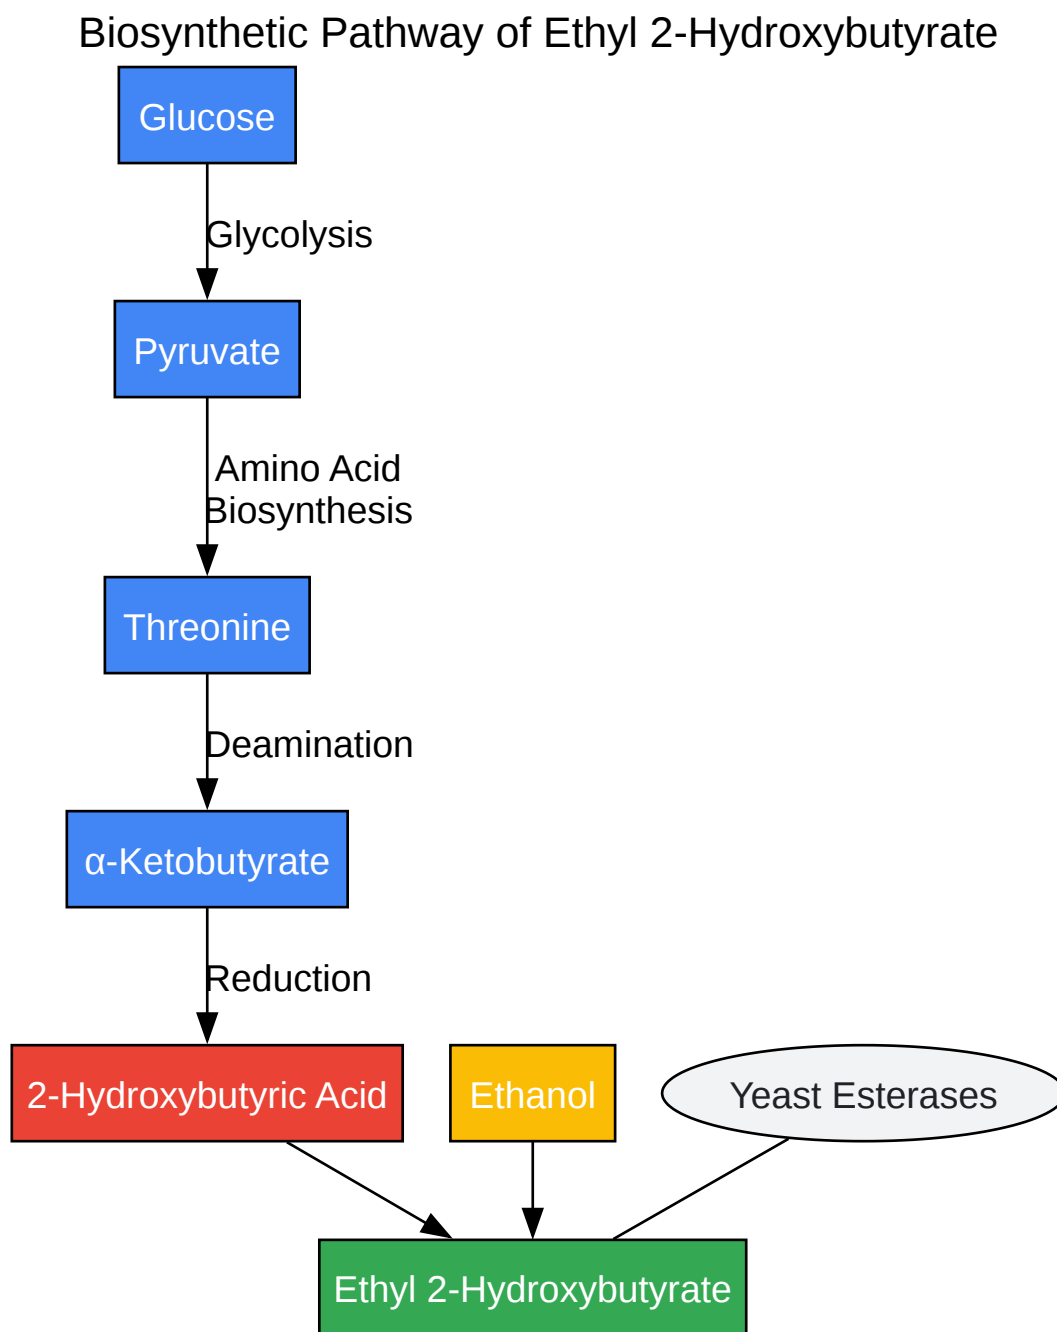 Biosynthetic Pathway of Ethyl 2-Hydroxybutyrate
Glucose
Glycolysis
Pyruvate
Amino Acid
Biosynthesis
Threonine
Deamination
α-Ketobutyrate
Reduction
2-Hydroxybutyric Acid
Ethanol
Yeast Esterases
Ethyl 2-Hydroxybutyrate